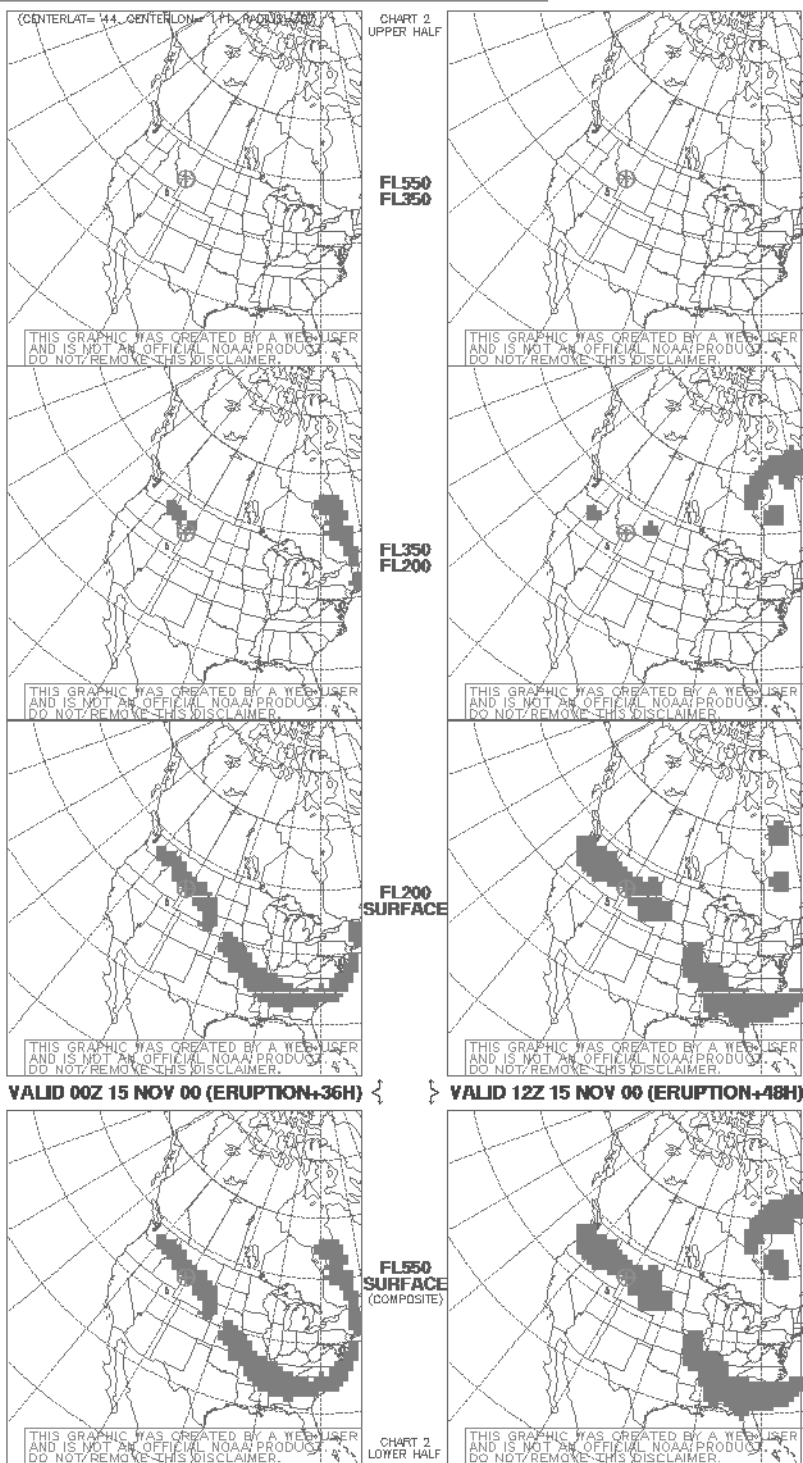 (CENTERLAT= 44, CENTERLON= 111, RADIUS=
CHART 2
UPPER HALF
FL550
FL350
THIS GRAPHIC WAS CREATED BY A WEB USER
AND IS NOT AN OFFICIAL NOAA PRODUCT.
DO NOT REMOVE THIS DISCLAIMER.
THIS GRAPHIC WAS CREATED BY A WEB USER
AND IS NOT AN OFFICIAL NOAA PRODUCT.
DO NOT REMOVE THIS DISCLAIMER.
FL350
FL200
THIS GRAPHIC WAS CREATED BY A WEB USER
AND IS NOT AN OFFICIAL NOAA PRODUCT.
DO NOT REMOVE THIS DISCLAIMER.
THIS GRAPHIC WAS CREATED BY A WEB USER
AND IS NOT AN OFFICIAL NOAA PRODUCT.
DO NOT REMOVE THIS DISCLAIMER.
FL200
SURFACE
THIS GRAPHIC WAS CREATED BY A WEB USER
AND IS NOT AN OFFICIAL NOAA PRODUCT.
DO NOT REMOVE THIS DISCLAIMER.
THIS GRAPHIC WAS CREATED BY A WEB USER
AND IS NOT AN OFFICIAL NOAA PRODUCT.
DO NOT REMOVE THIS DISCLAIMER.
VALID 00Z 15 NOV 00 (ERUPTION+36H) { } VALID 12Z 15 NOV 00 (ERUPTION+48H)
FL550
SURFACE
(COMPOSITE)
THIS GRAPHIC WAS CREATED BY A WEB USER
AND IS NOT AN OFFICIAL NOAA PRODUCT.
DO NOT REMOVE THIS DISCLAIMER.
CHART 2
LOWER HALF
THIS GRAPHIC WAS CREATED BY A WEB USER
AND IS NOT AN OFFICIAL NOAA PRODUCT.
DO NOT REMOVE THIS DISCLAIMER.